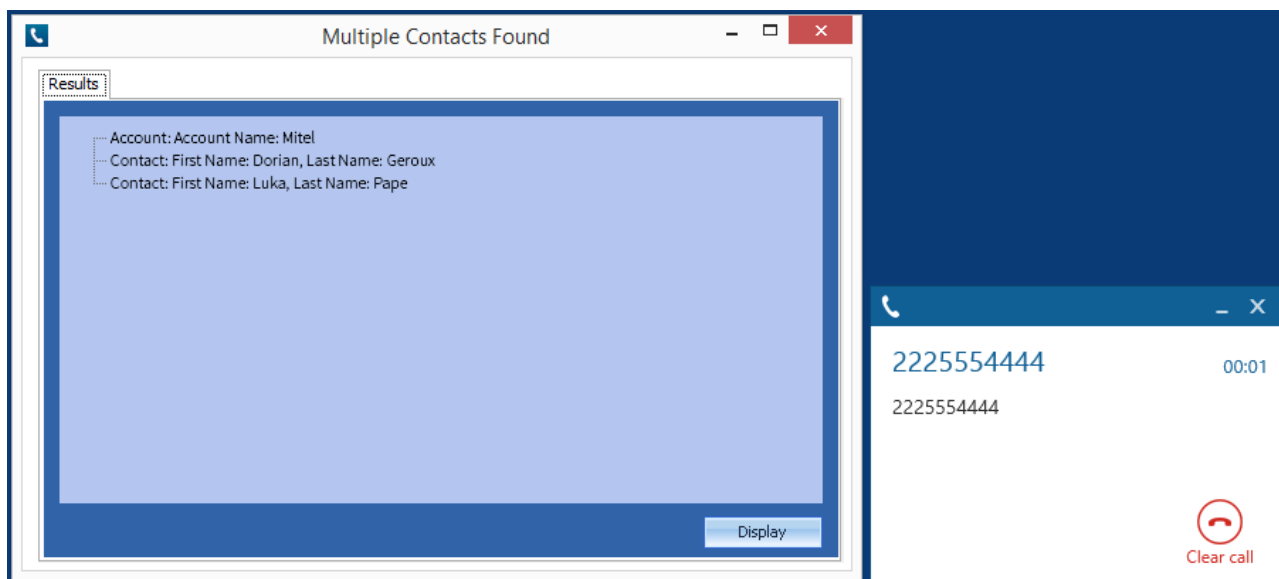 Multiple Contacts Found
Results
Account: Account Name: Mitel
Contact: First Name: Dorian, Last Name: Geroux
Contact: First Name: Luka, Last Name: Pape
Display
2225554444
00:01
2225554444
Clear call